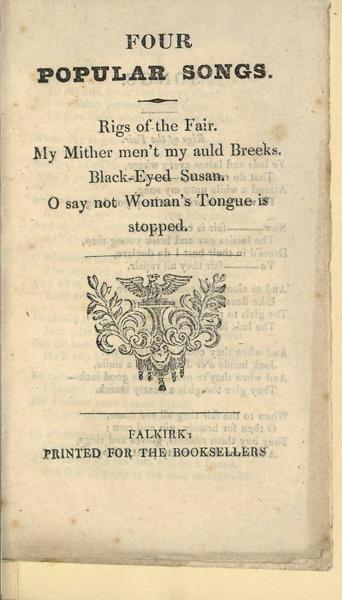 FOUR
POPULAR SONGS.
Rigs of the Fair.
My Mither men't my auld Breeks.
Black-Eyed Susan.
O say not Woman's Tongue is
stopped.
FALKIRK:
PRINTED FOR THE BOOKSELLERS